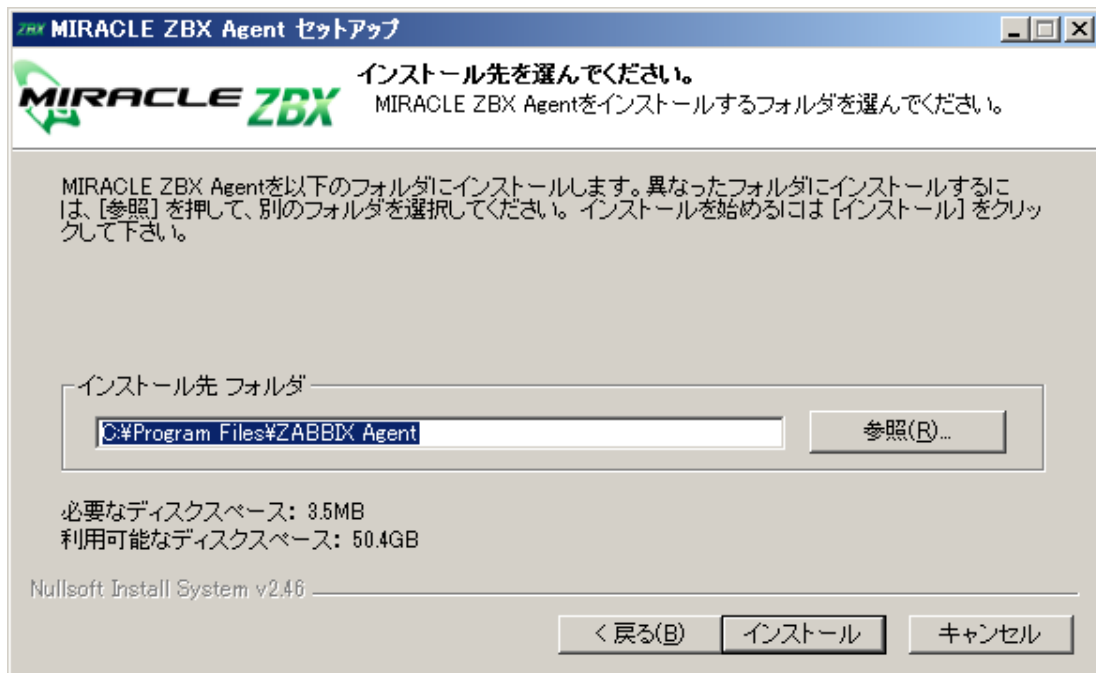 ZBX MIRACLE ZBX Agent セットアップ
MIRACLE ZBX
インストール先を選んでください。
MIRACLE ZBX Agentをインストールするフォルダを選んでください。
MIRACLE ZBX Agentを以下のフォルダにインストールします。異なったフォルダにインストールするに
は、[参照] を押して、別のフォルダを選択してください。インストールを始めるには [インストール] をクリッ
クして下さい。
インストール先 フォルダ
C:¥Program Files¥ZABBIX Agent
参照(R)...
必要なディスクスペース: 3.5MB
利用可能なディスクスペース: 50.4GB
Nullsoft Install System v2.46
< 戻る(B)
インストール
キャンセル